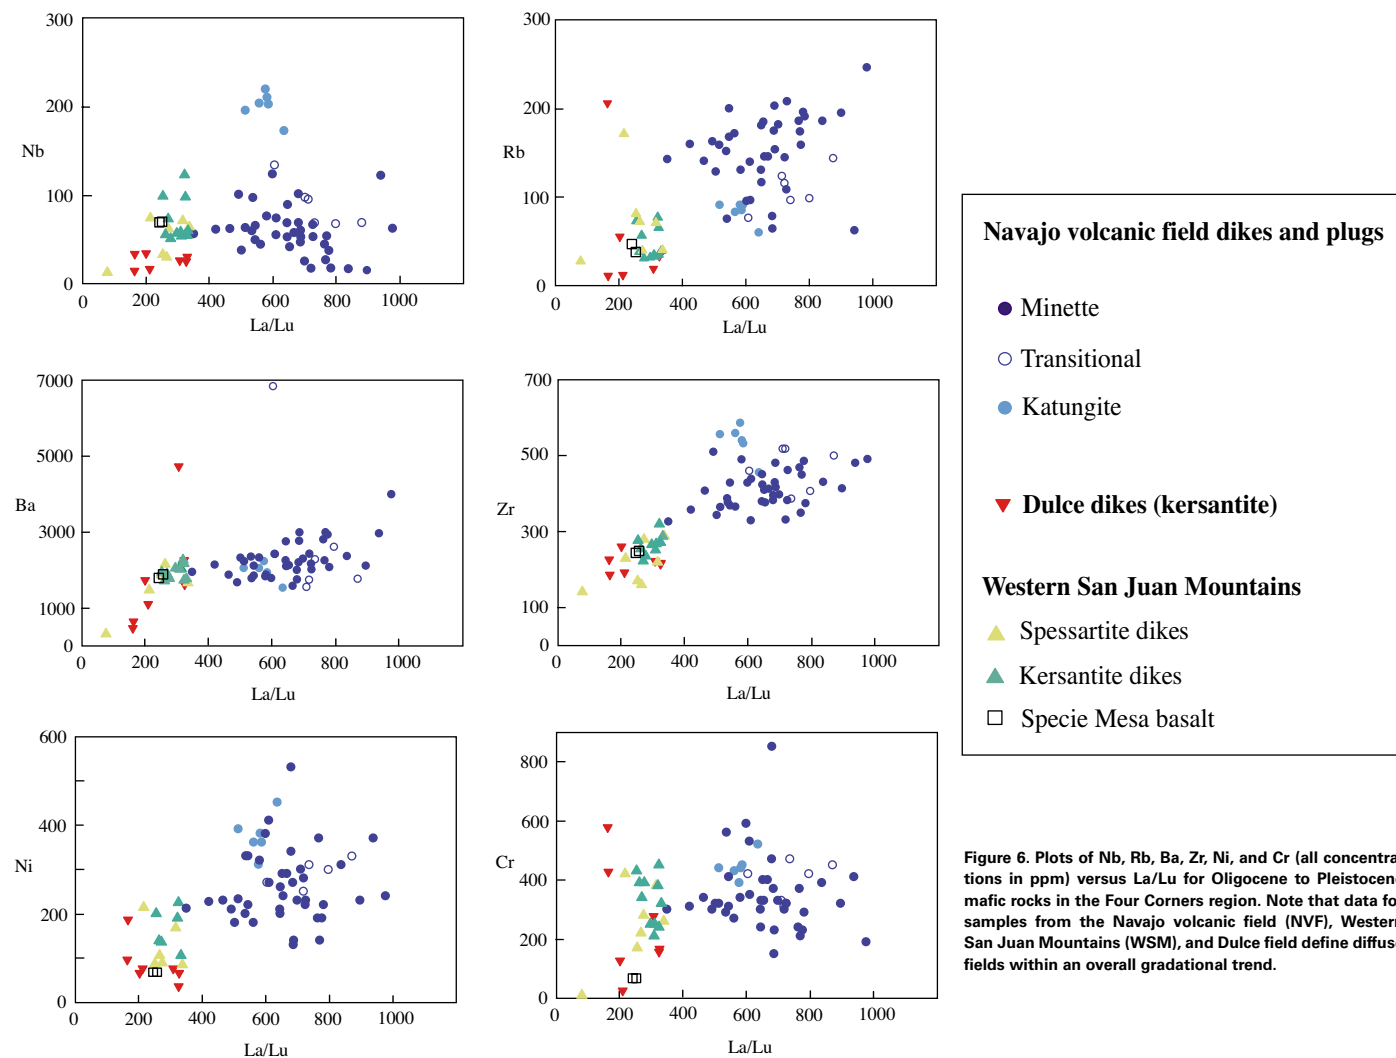 300
200
100
0
Nb
0 200 400 600 800 1000
La/Lu
300
200
100
0
Rb
0 200 400 600 800 1000
La/Lu
7000
5000
3000
1000
0
Ba
0 200 400 600 800 1000
La/Lu
700
500
300
100
0
Zr
0 200 400 600 800 1000
La/Lu
600
400
200
0
Ni
0 200 400 600 800 1000
La/Lu
800
600
400
200
0
Cr
0 200 400 600 800 1000
La/Lu
Navajo volcanic field dikes and plugs
Minette
Transitional
Katungite
Dulce dikes (kersantite)
Western San Juan Mountains
Spessartite dikes
Kersantite dikes
Specie Mesa basalt
Figure 6. Plots of Nb, Rb, Ba, Zr, Ni, and Cr (all concentra
tions in ppm) versus La/Lu for Oligocene to Pleistocen
mafic rocks in the Four Corners region. Note that data fo
samples from the Navajo volcanic field (NVF), Western
San Juan Mountains (WSM), and Dulce field define diffus
fields within an overall gradational trend.